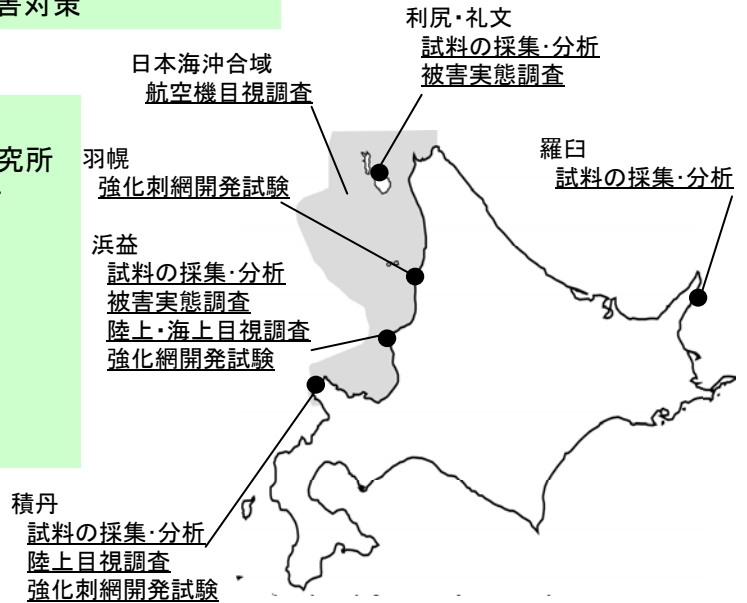 害対策
究所
利尻・礼文
試料の採集・分析
被害実態調査
日本海沖合域
航空機目視調査
羽幌
強化刺網開発試験
羅臼
試料の採集・分析
浜益
試料の採集・分析
被害実態調査
陸上・海上目視調査
強化網開発試験
積丹
試料の採集・分析
陸上目視調査
強化刺網開発試験